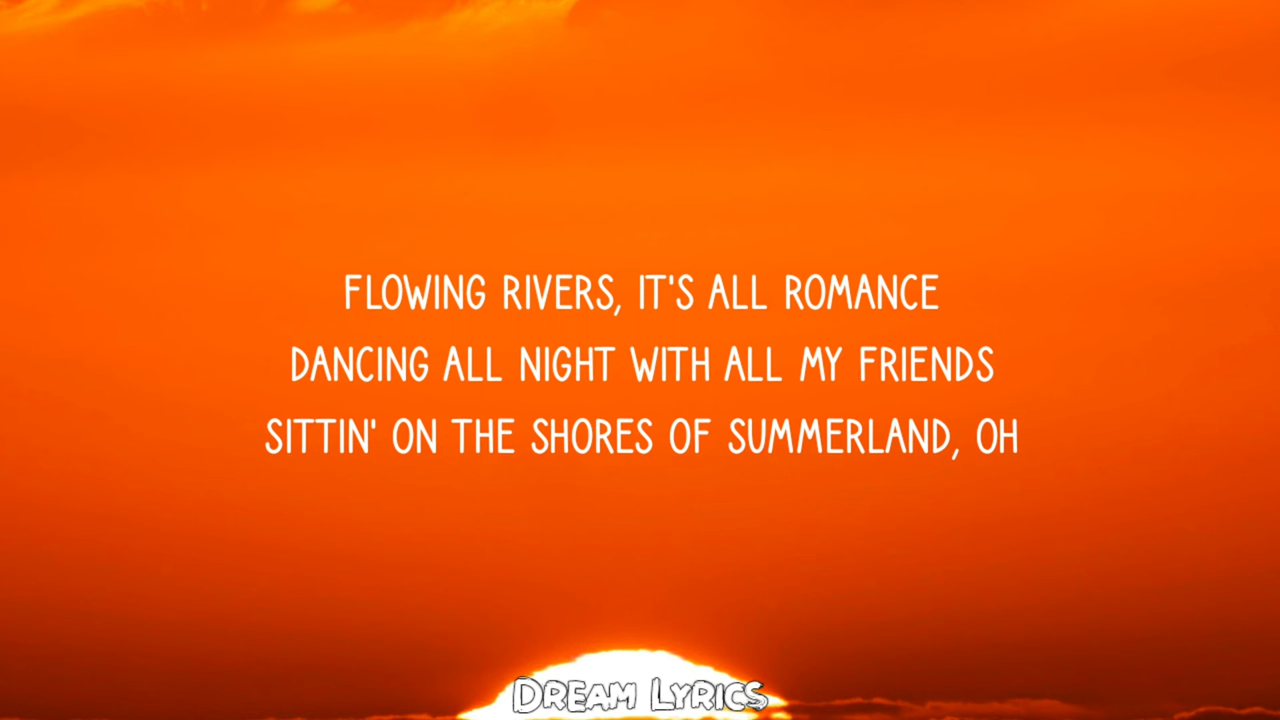 FLOWING RIVERS, IT'S ALL ROMANCE
DANCING ALL NIGHT WITH ALL MY FRIENDS
SITTIN' ON THE SHORES OF SUMMERLAND, OH
DREAM LYRICS